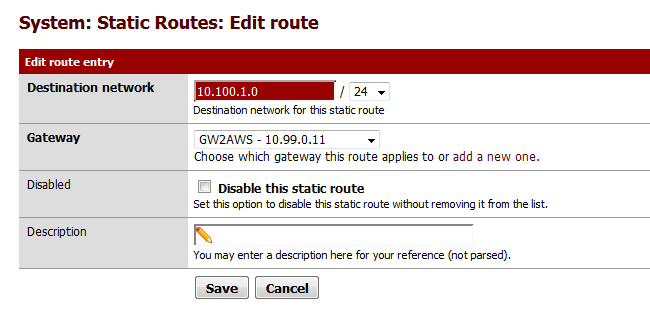 System: Static Routes: Edit route
Edit route entry
Destination network 10.100.1.0 / 24
Destination network for this static route
Gateway GW2AWS - 10.99.0.11
Choose which gateway this route applies to or add a new one.
Disabled Disable this static route
Set this option to disable this static route without removing it from the list.
Description
You may enter a description here for your reference (not parsed).
Save Cancel